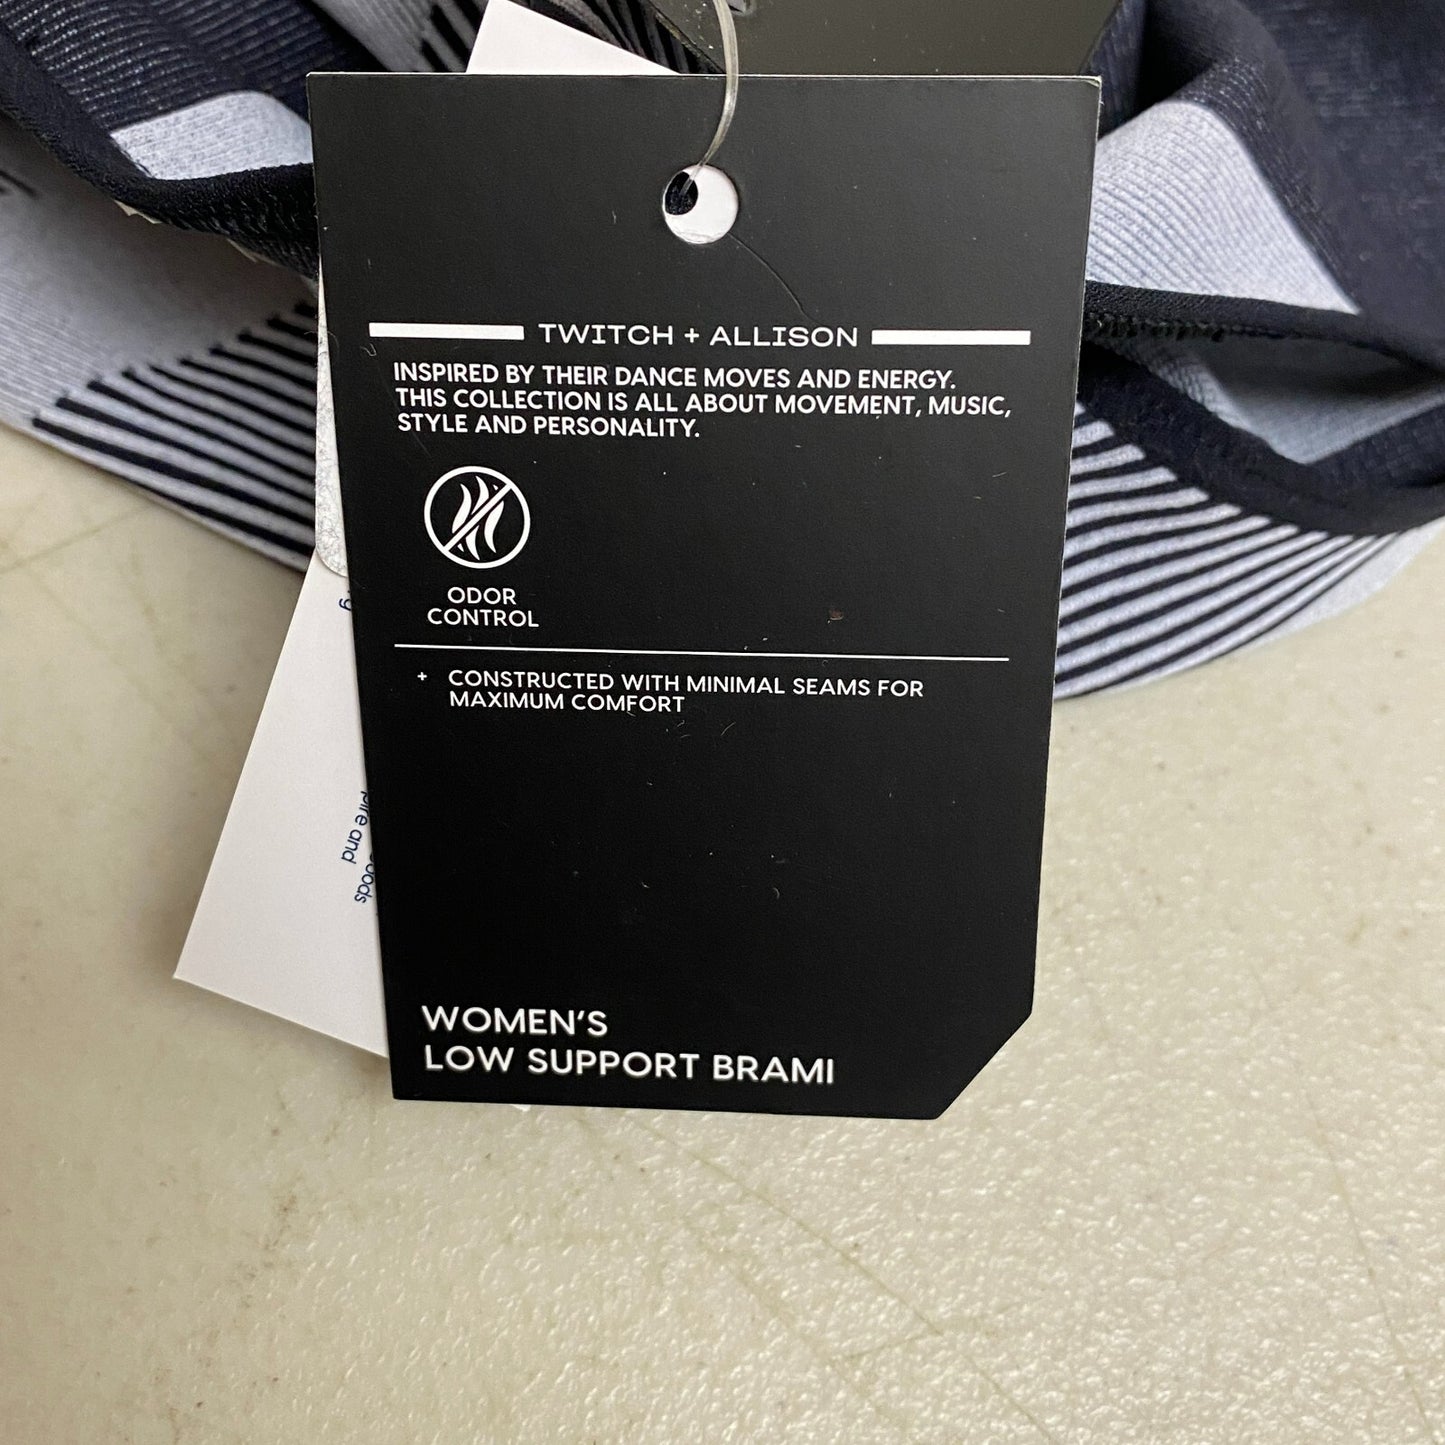 TWITCH + ALLISON
INSPIRED BY THEIR DANCE MOVES AND ENERGY.
THIS COLLECTION IS ALL ABOUT MOVEMENT, MUSIC,
STYLE AND PERSONALITY.
ODOR
CONTROL
+ CONSTRUCTED WITH MINIMAL SEAMS FOR
MAXIMUM COMFORT
WOMEN'S
LOW SUPPORT BRAMI
and